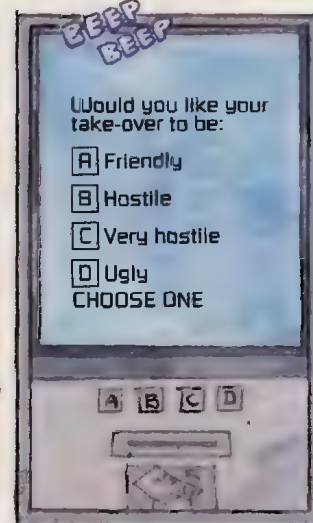 BEEP
BEEP
Would you like your
take-over to be:
A Friendly
B Hostile
C Very hostile
D Ugly
CHOOSE ONE
A B C D